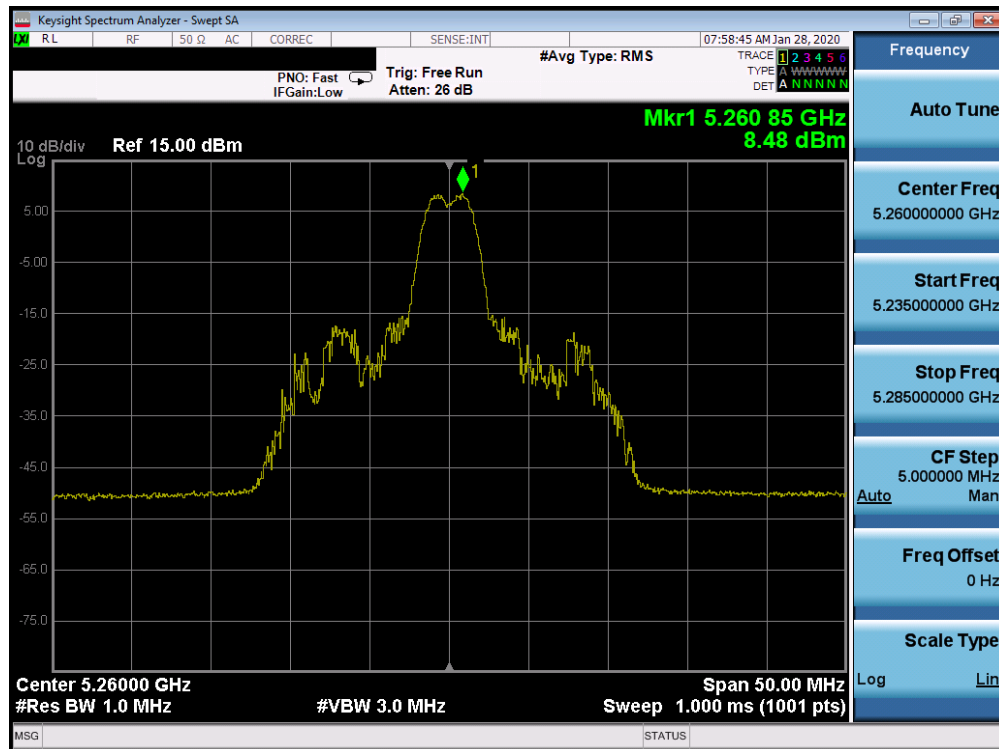 Keysight Spectrum Analyzer - Swept SA
LXI RL RF 50 Ω AC CORREC SENSE:INT 07:58:45 AM Jan 28, 2020
#Avg Type: RMS TRACE 1 2 3 4 5 6
PNO: Fast Trig: Free Run TYPE A WWWWW
IFGain:Low Atten: 26 dB DET A N N N N N
Mkr1 5.260 85 GHz
8.48 dBm
10 dB/div Ref 15.00 dBm
Log
1
5.00
-5.00
-15.0
-25.0
-35.0
-45.0
-55.0
-65.0
-75.0
Center 5.26000 GHz Span 50.00 MHz
#Res BW 1.0 MHz #VBW 3.0 MHz Sweep 1.000 ms (1001 pts)
MSG STATUS
Frequency
Auto Tune
Center Freq
5.260000000 GHz
Start Freq
5.235000000 GHz
Stop Freq
5.285000000 GHz
CF Step
5.000000 MHz
Auto Man
Freq Offset
0 Hz
Scale Type
Log Lin